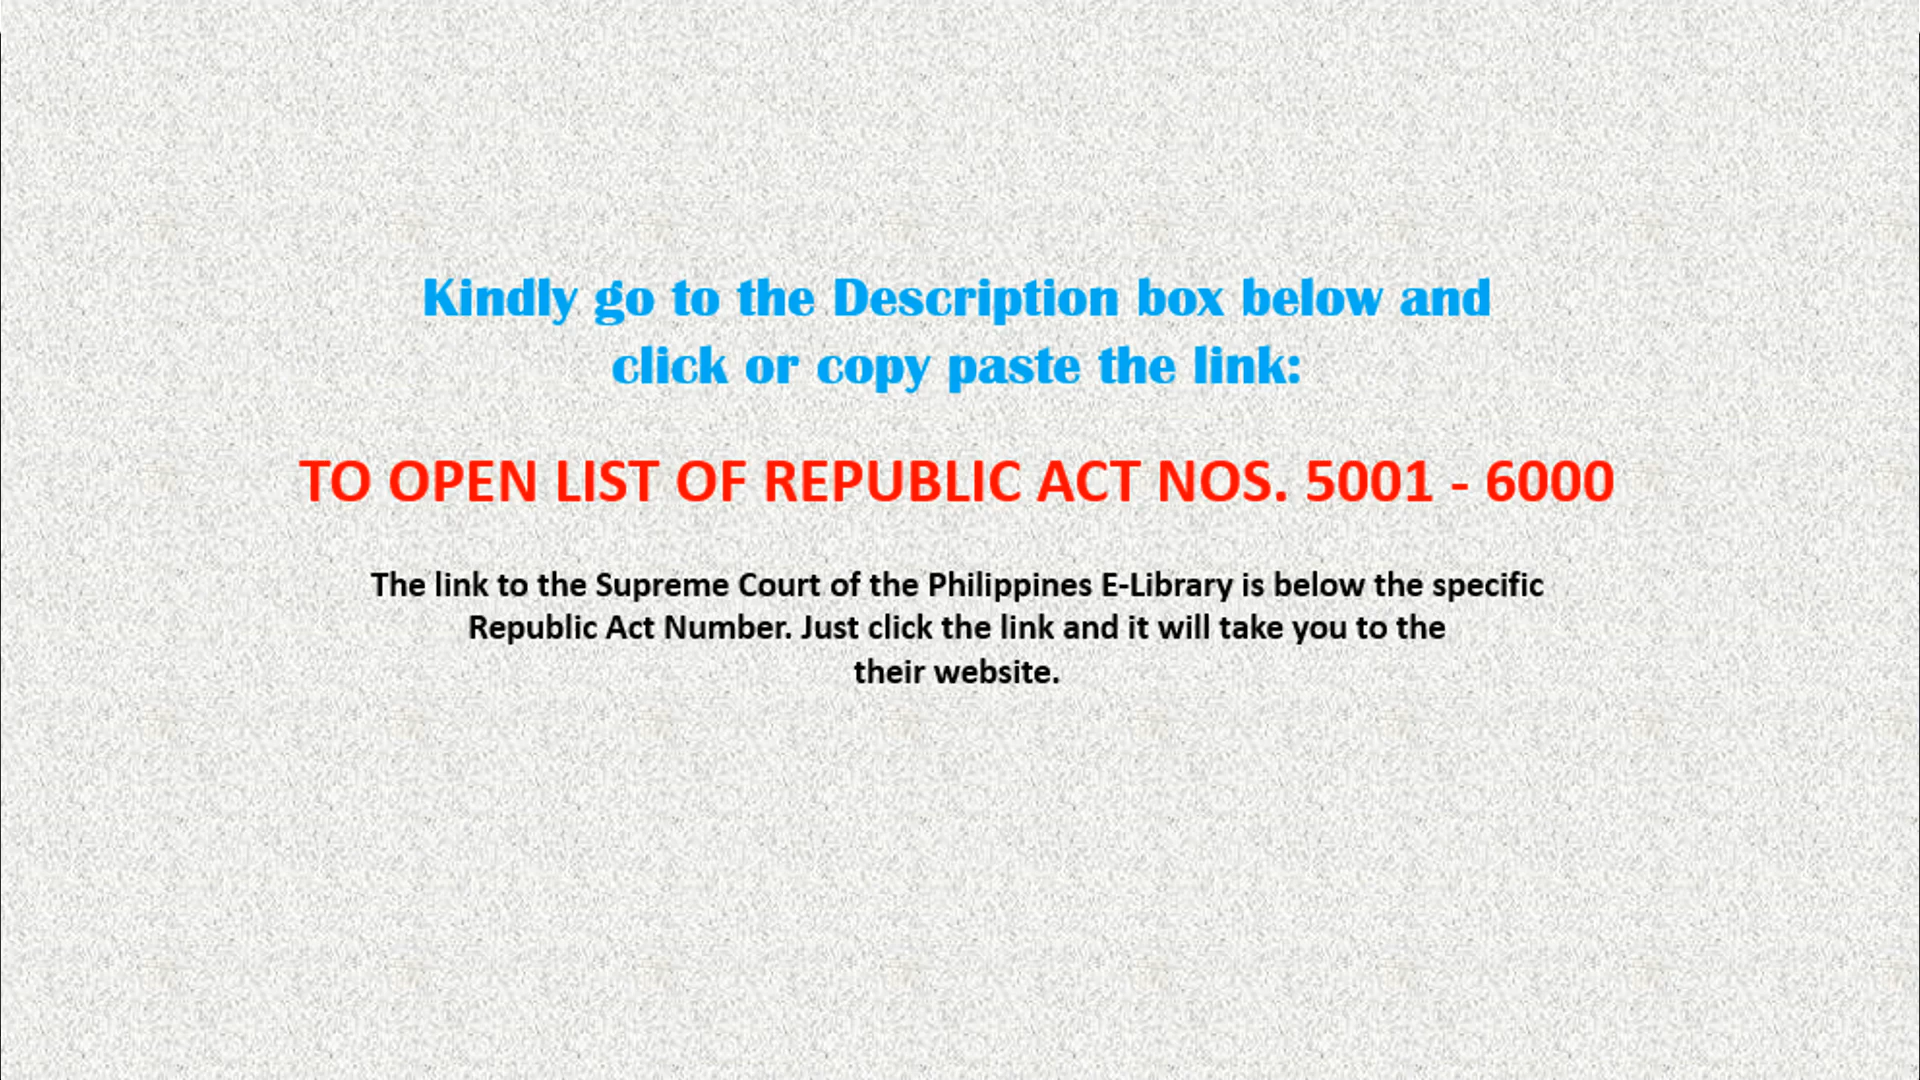 Kindly go to the Description box below and
click or copy paste the link:
TO OPEN LIST OF REPUBLIC ACT NOS. 5001 - 6000
The link to the Supreme Court of the Philippines E-Library is below the specific
Republic Act Number. Just click the link and it will take you to the
their website.